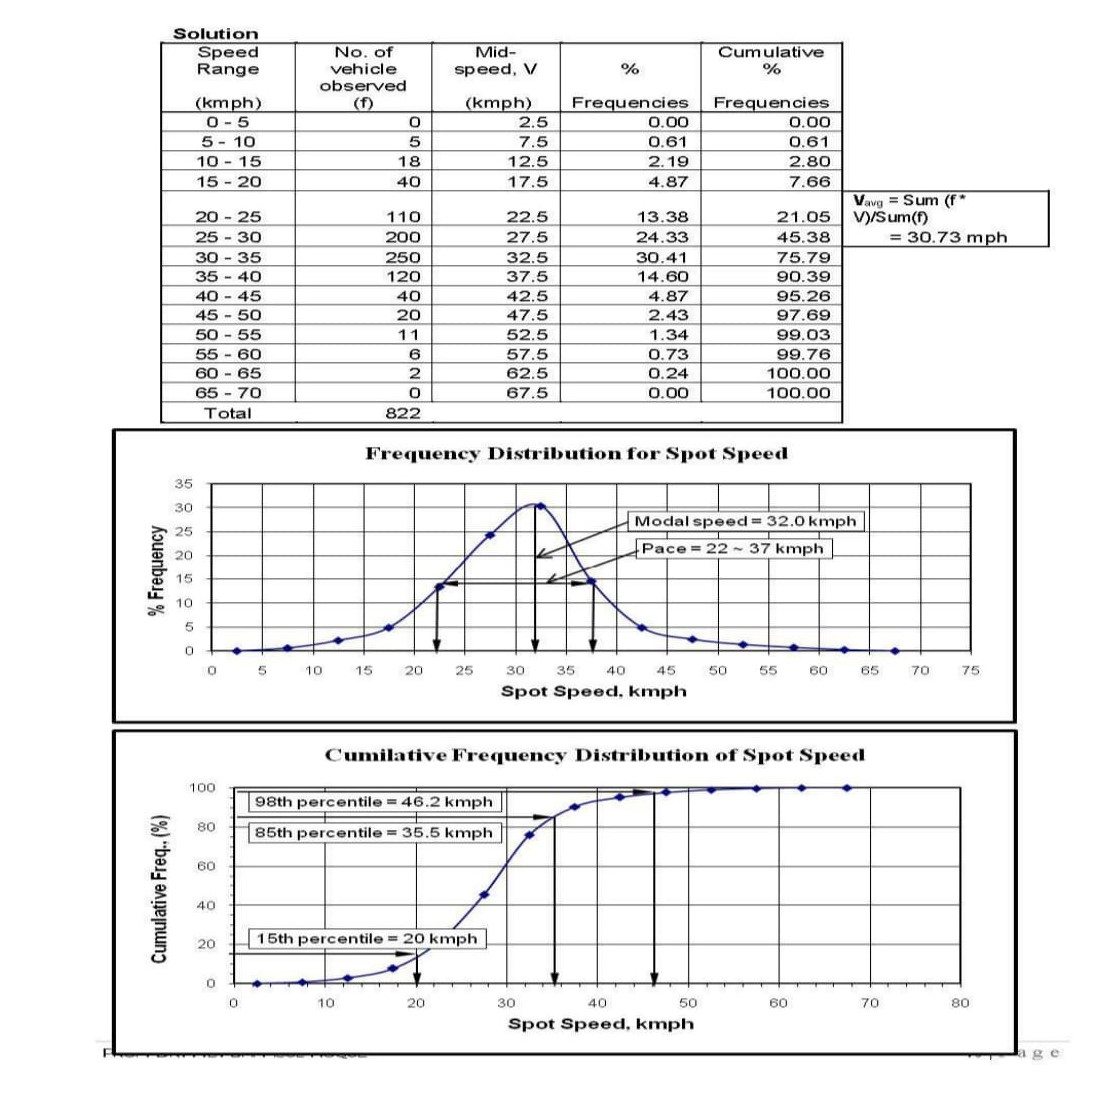 Solution
Speed Range (kmph) No. of vehicle observed (f) Mid-speed, V (kmph) % Frequencies Cumulative % Frequencies
0 - 5 0 2.5 0.00 0.00
5 - 10 5 7.5 0.61 0.61
10 - 15 18 12.5 2.19 2.80
15 - 20 40 17.5 4.87 7.66
20 - 25 110 22.5 13.38 21.05
25 - 30 200 27.5 24.33 45.38
30 - 35 250 32.5 30.41 75.79
35 - 40 120 37.5 14.60 90.39
40 - 45 40 42.5 4.87 95.26
45 - 50 20 47.5 2.43 97.69
50 - 55 11 52.5 1.34 99.03
55 - 60 6 57.5 0.73 99.76
60 - 65 2 62.5 0.24 100.00
65 - 70 0 67.5 0.00 100.00
Total 822
Vavg = Sum (f*
V)/Sum(f)
= 30.73 mph
Frequency Distribution for Spot Speed
% Frequency
35
30
25
20
15
10
5
0
Modal speed = 32.0 kmph
Pace = 22 ~ 37 kmph
0 5 10 15 20 25 30 35 40 45 50 55 60 65 70 75
Spot Speed, kmph
Cumilative Frequency Distribution of Spot Speed
Cumulative Freq., (%)
100
80
60
40
20
0
98th percentile = 46.2 kmph
85th percentile = 35.5 kmph
15th percentile = 20 kmph
0 10 20 30 40 50 60 70 80
Spot Speed, kmph